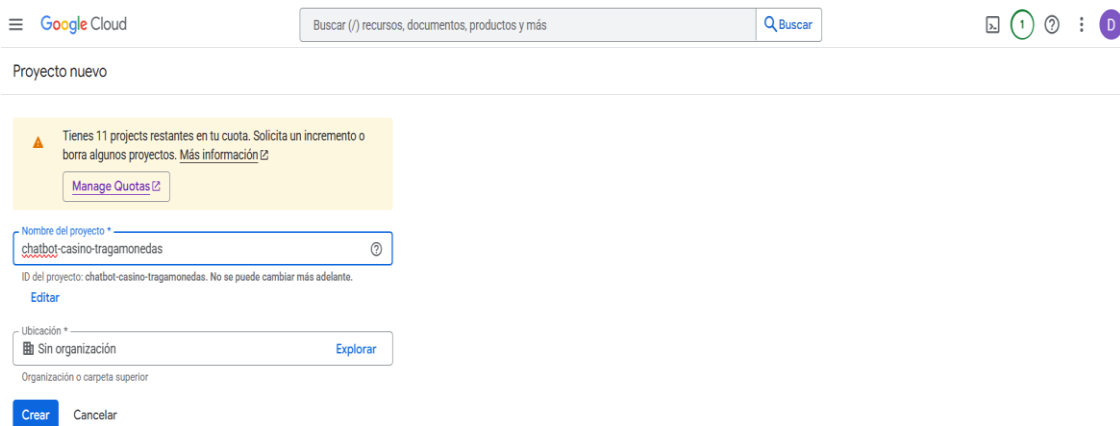 Google Cloud
Buscar (/) recursos, documentos, productos y más
Buscar
1
D
Proyecto nuevo
Tienes 11 projects restantes en tu cuota. Solicita un incremento o
borra algunos proyectos. Más información
Manage Quotas
Nombre del proyecto *
chatbot-casino-tragamonedas
ID del proyecto: chatbot-casino-tragamonedas. No se puede cambiar más adelante.
Editar
Ubicación *
Sin organización
Explorar
Organización o carpeta superior
Crear
Cancelar